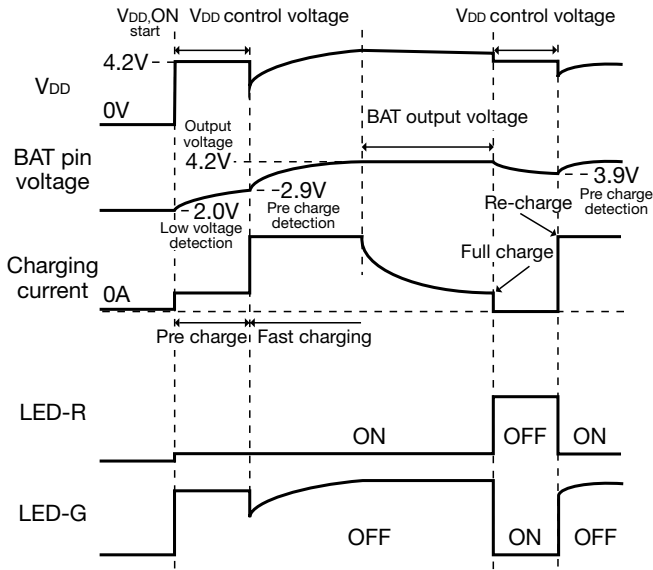 VDD,ON
start
VDD control voltage
VDD control voltage
4.2V
VDD
0V
BAT output voltage
Output
voltage
4.2V
BAT pin
voltage
2.9V
Pre charge
detection
3.9V
Pre charge
detection
2.0V
Low voltage
detection
Re-charge
Full charge
Charging
current
0A
Pre charge
Fast charging
LED-R
ON
OFF
ON
LED-G
OFF
ON
OFF